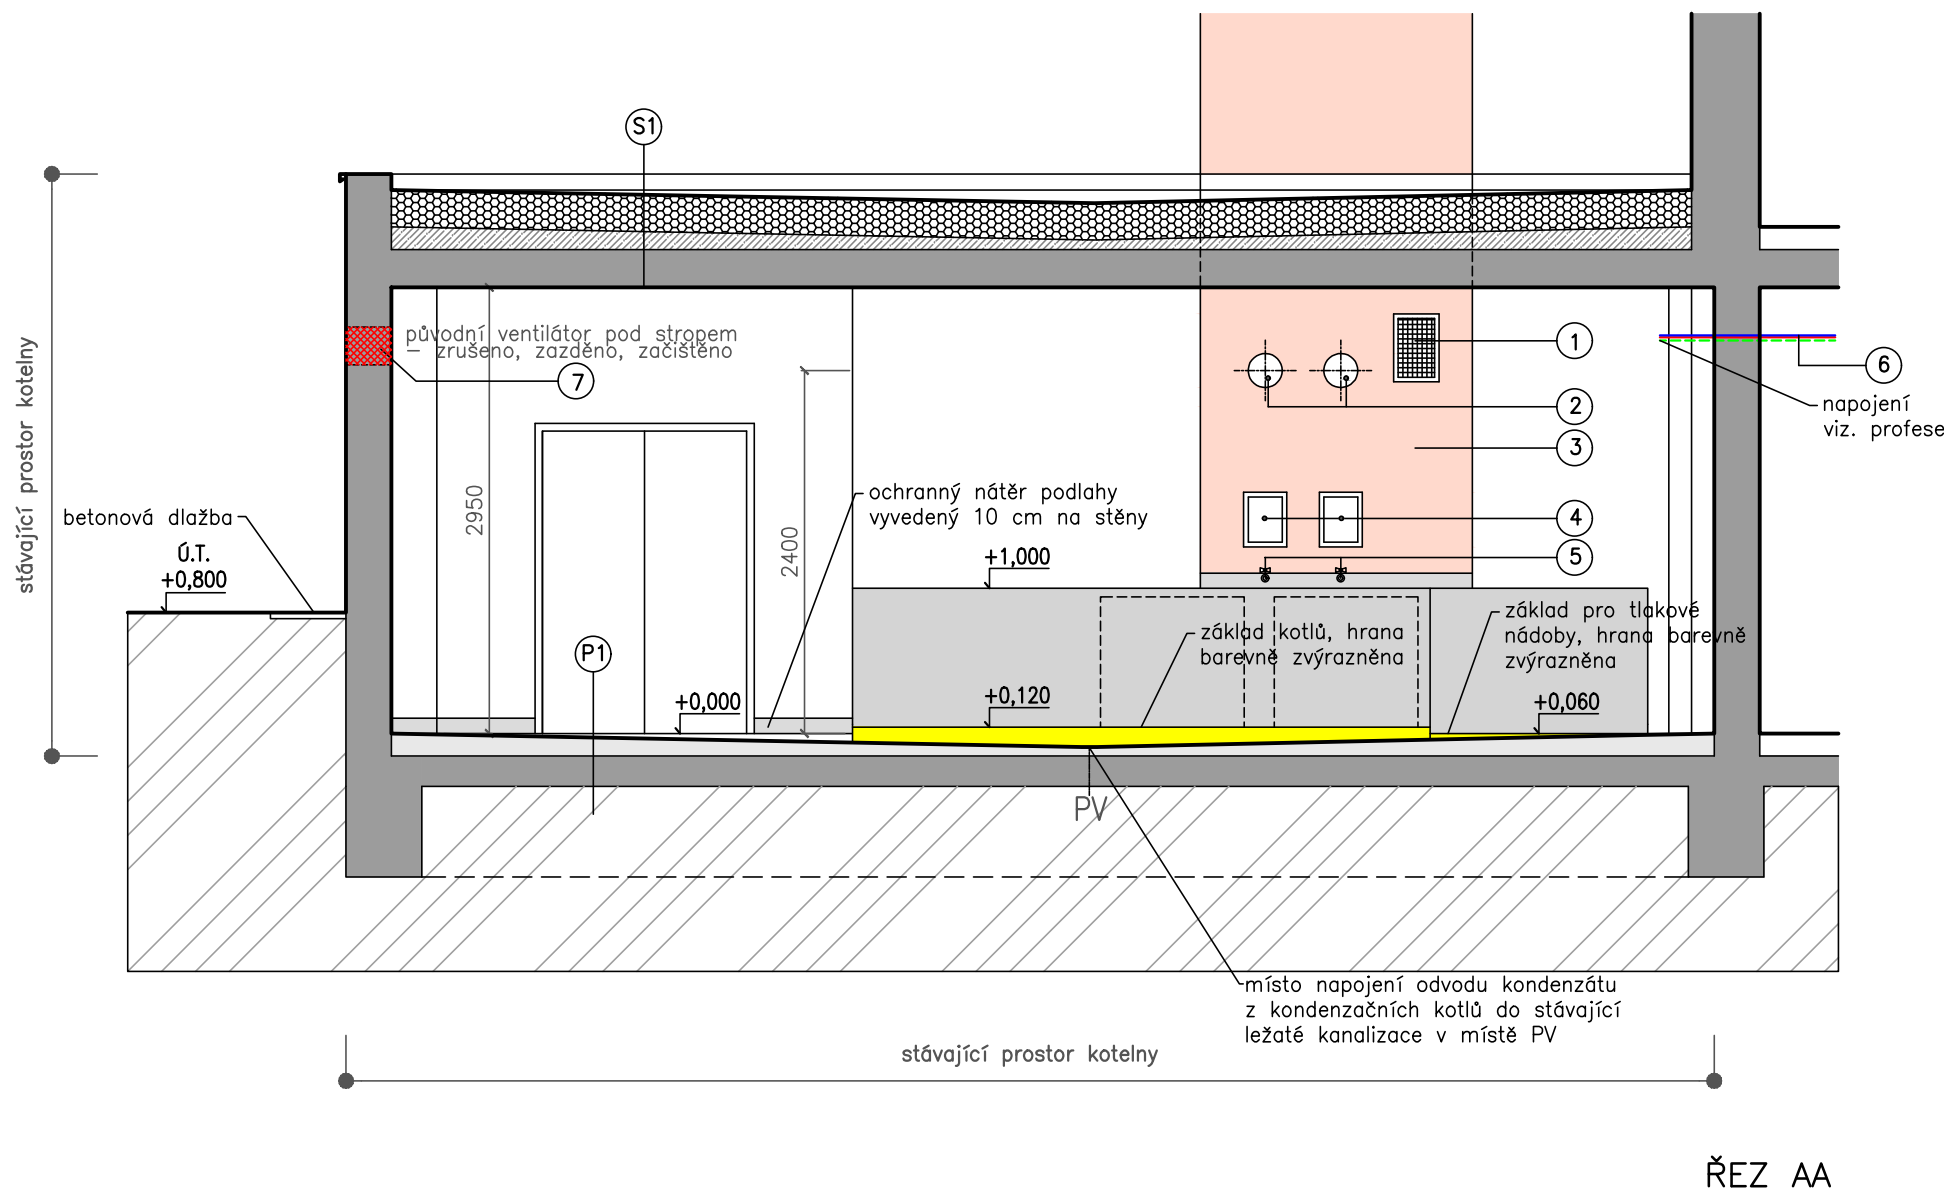 S1
stávající prostor kotelny
původní ventilátor pod stropem
– zrušeno, zazděno, začištěno
7
1
2
3
4
5
6
napojení
viz. profese
2950
2400
ochranný nátěr podlahy
vyvedený 10 cm na stěny
betonová dlažba
Ú.T.
+0,800
+1,000
základ pro tlakové
nádoby, hrana barevně
zvýrazněna
základ kotlů, hrana
barevně zvýrazněna
P1
+0,000
+0,120
+0,060
PV
místo napojení odvodu kondenzátu
z kondenzačních kotlů do stávající
ležaté kanalizace v místě PV
stávající prostor kotelny
ŘEZ AA